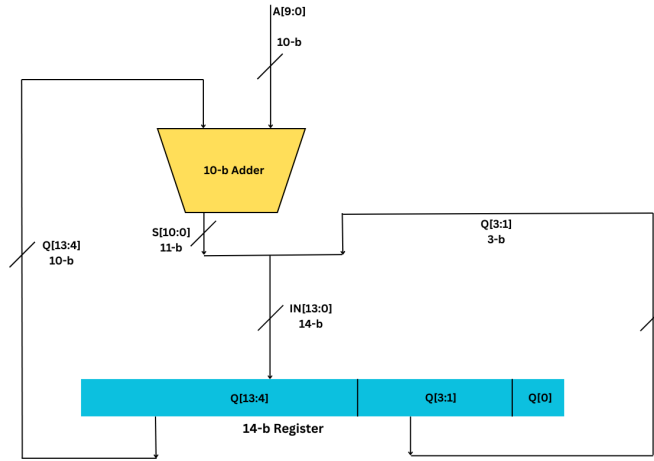 A[9:0]
10-b
10-b Adder
S[10:0]
11-b
Q[3:1]
3-b
Q[13:4]
10-b
IN[13:0]
14-b
Q[13:4]
Q[3:1]
Q[0]
14-b Register